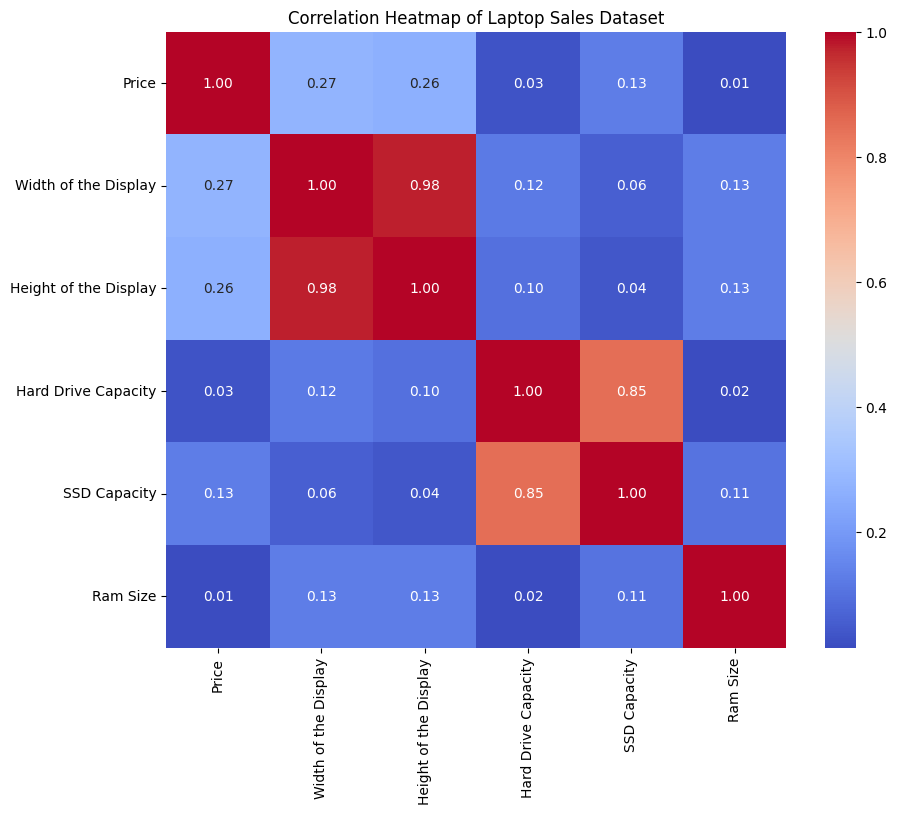 Correlation Heatmap of Laptop Sales Dataset
Price 1.00 0.27 0.26 0.03 0.13 0.01
Width of the Display 0.27 1.00 0.98 0.12 0.06 0.13
Height of the Display 0.26 0.98 1.00 0.10 0.04 0.13
Hard Drive Capacity 0.03 0.12 0.10 1.00 0.85 0.02
SSD Capacity 0.13 0.06 0.04 0.85 1.00 0.11
Ram Size 0.01 0.13 0.13 0.02 0.11 1.00
Price
Width of the Display
Height of the Display
Hard Drive Capacity
SSD Capacity
Ram Size
1.0
0.8
0.6
0.4
0.2